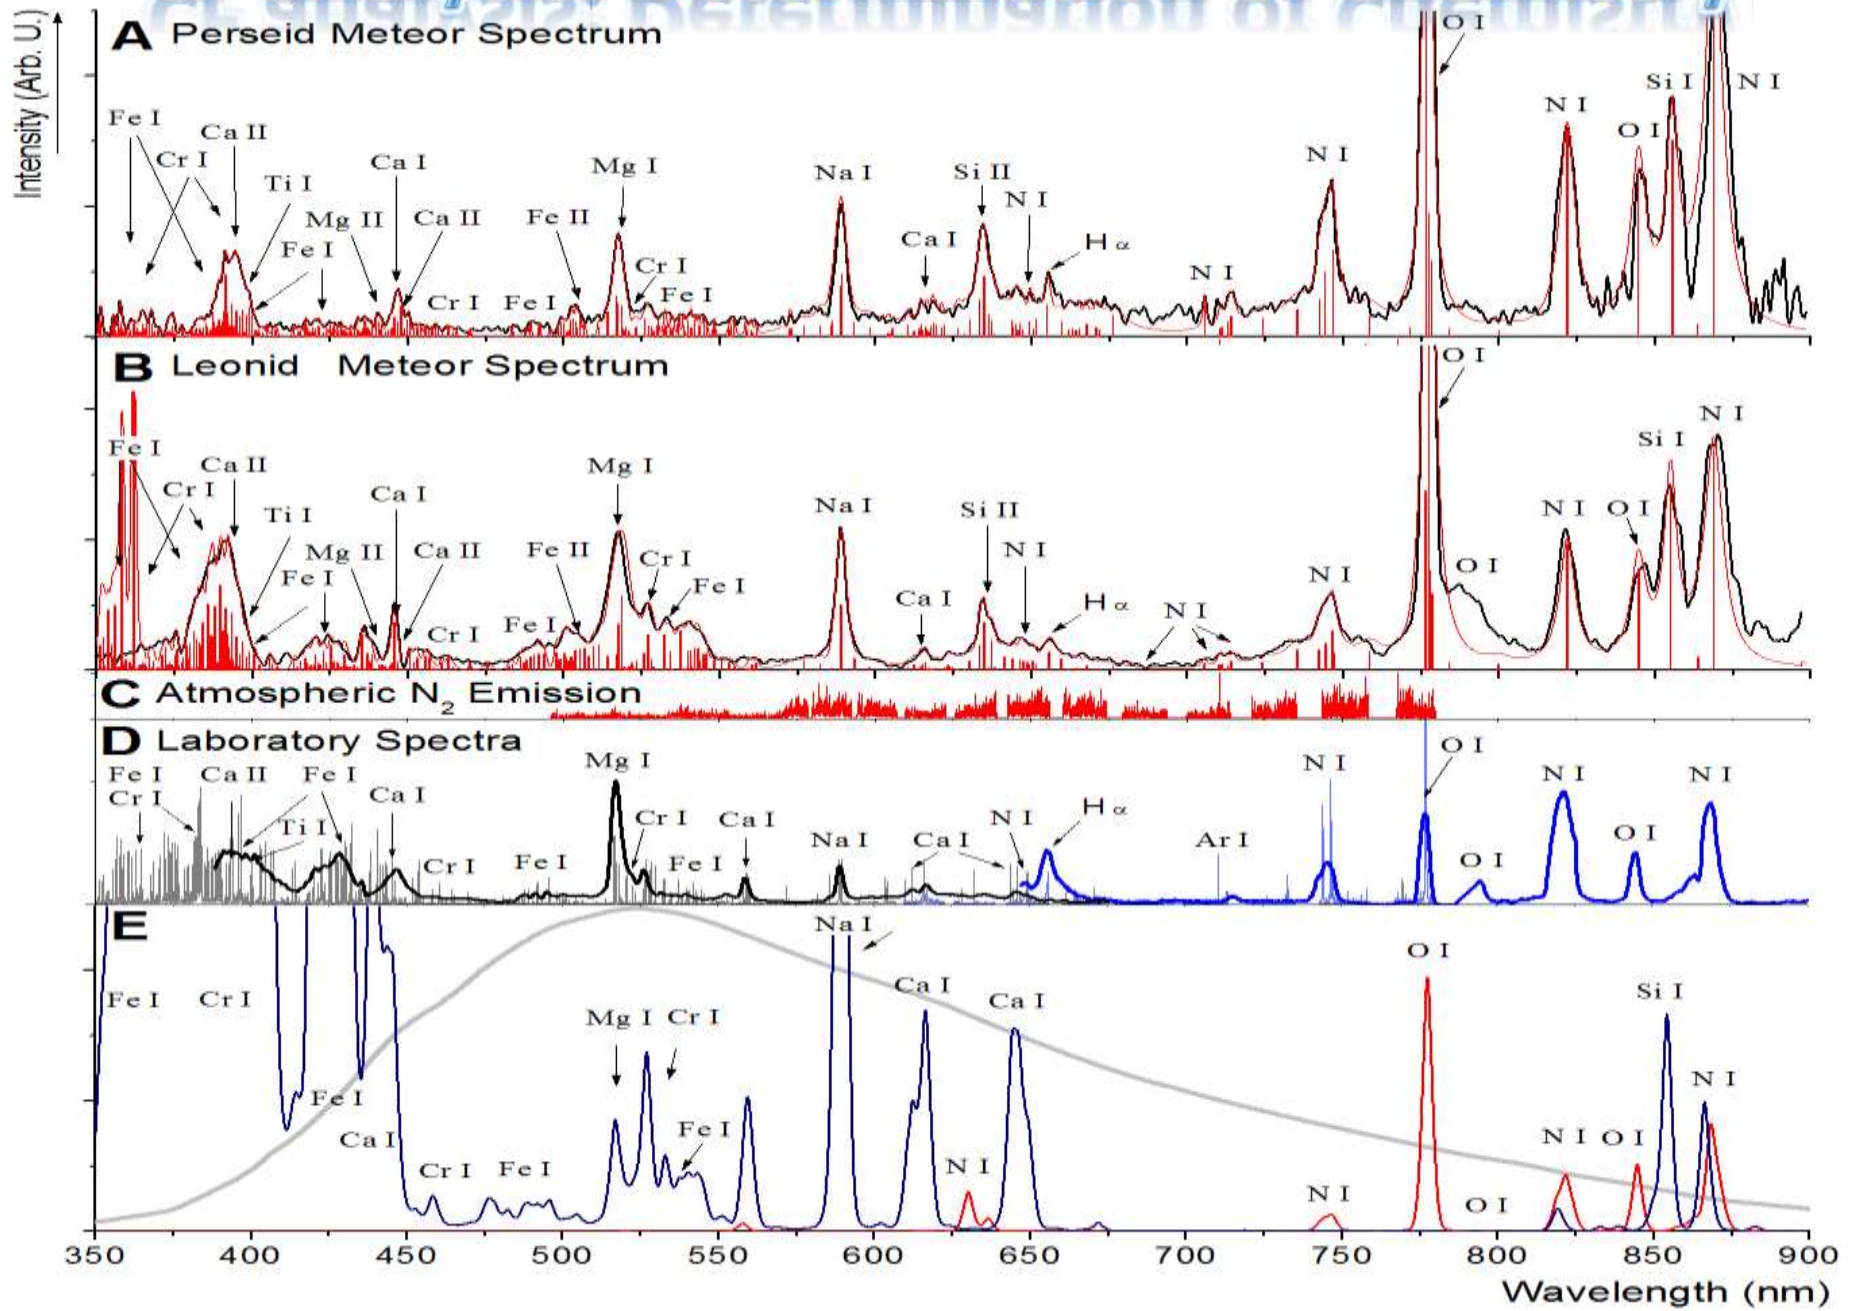 CF analysis: Determination of Chemistry
Intensity (Arb. U.)
A Perseid Meteor Spectrum
O I
Fe I
Ca II
Cr I
Ti I
Mg II
Fe I
Ca I
Ca II
Cr I
Fe I
Fe II
Mg I
Cr I
Fe I
Na I
Ca I
Si II
N I
H α
N I
N I
N I
O I
Si I
N I
B Leonid Meteor Spectrum
O I
Fe I
Ca II
Cr I
Ti I
Mg II
Fe I
Ca I
Ca II
Cr I
Fe I
Fe II
Mg I
Cr I
Fe I
Na I
Ca I
Si II
N I
H α
N I
N I
O I
N I
O I
Si I
N I
C Atmospheric N2 Emission
D Laboratory Spectra
Fe I
Cr I
Ca II
Ti I
Fe I
Ca I
Cr I
Fe I
Mg I
Cr I
Fe I
Ca I
Na I
Ca I
N I
H α
Ar I
N I
O I
O I
N I
O I
N I
E
Fe I
Cr I
Fe I
Ca I
Cr I
Fe I
Mg I
Cr I
Fe I
Na I
Ca I
N I
Ca I
N I
O I
O I
N I
O I
Si I
N I
350 400 450 500 550 600 650 700 750 800 850 900
Wavelength (nm)